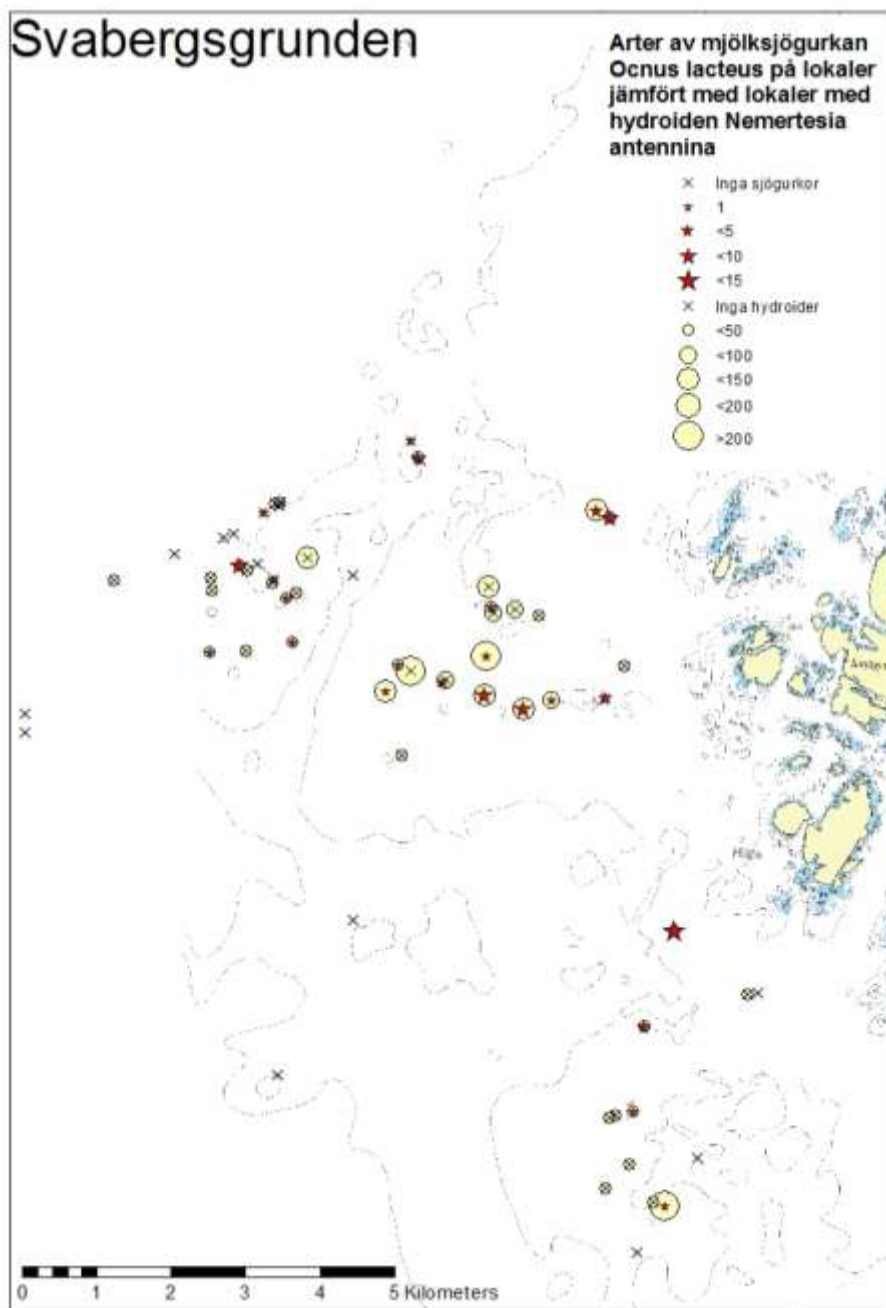 Svabergsgrunden
Arter av mjölksjögurkan
Ocnus lacteus på lokaler
jämfört med lokaler med
hydroiden Nemertesia
antennina
Inga sjögurkor
1
<5
<10
<15
Inga hydroider
<50
<100
<150
<200
>200
0 1 2 3 4 5 Kilometers